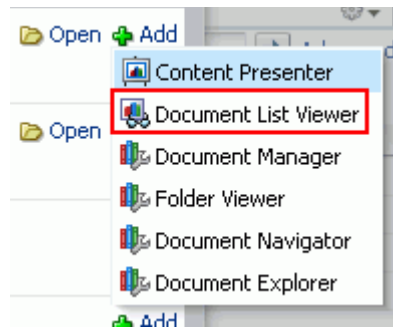 Open Add
Content Presenter
Document List Viewer
Open
Document Manager
Folder Viewer
Document Navigator
Document Explorer
Add